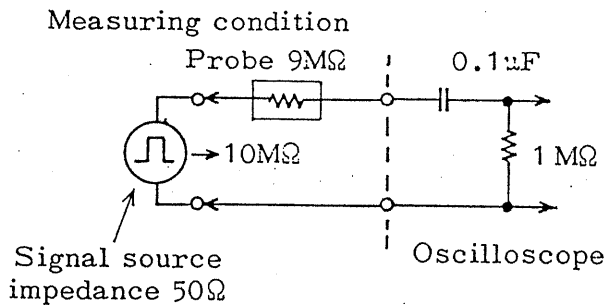 Measuring condition
Probe 9MΩ
0.1uF
10MΩ
1 MΩ
Signal source
impedance 50Ω
Oscilloscope